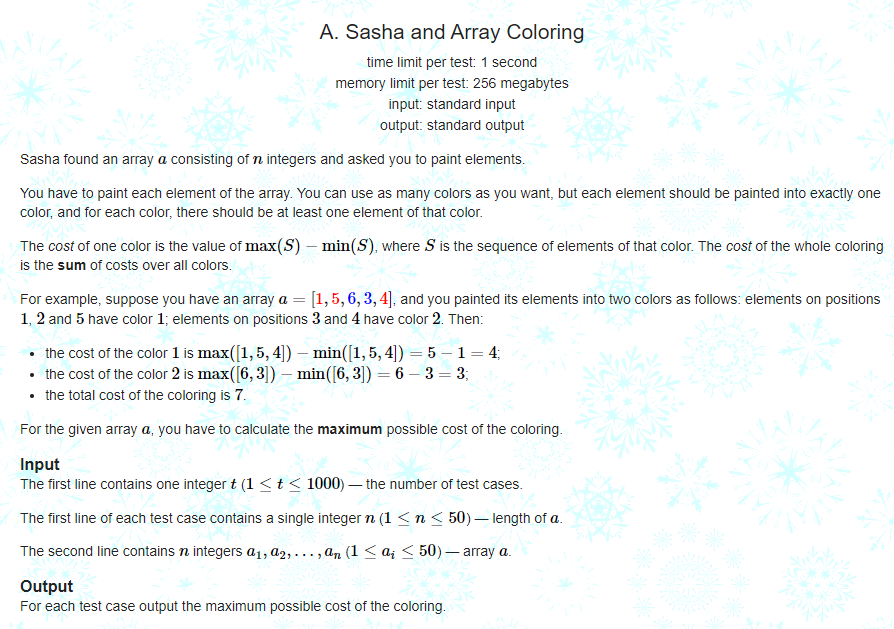 A. Sasha and Array Coloring
time limit per test: 1 second
memory limit per test: 256 megabytes
input: standard input
output: standard output
Sasha found an array a consisting of n integers and asked you to paint elements.
You have to paint each element of the array. You can use as many colors as you want, but each element should be painted into exactly one
color, and for each color, there should be at least one element of that color.
The cost of one color is the value of max(S) − min(S), where S is the sequence of elements of that color. The cost of the whole coloring
is the sum of costs over all colors.
For example, suppose you have an array a = [1, 5, 6, 3, 4], and you painted its elements into two colors as follows: elements on positions
1, 2 and 5 have color 1; elements on positions 3 and 4 have color 2. Then:
• the cost of the color 1 is max([1, 5, 4]) − min([1, 5, 4]) = 5 − 1 = 4;
• the cost of the color 2 is max([6, 3]) − min([6, 3]) = 6 − 3 = 3;
• the total cost of the coloring is 7.
For the given array a, you have to calculate the maximum possible cost of the coloring.
Input
The first line contains one integer t (1 ≤ t ≤ 1000) — the number of test cases.
The first line of each test case contains a single integer n (1 ≤ n ≤ 50) — length of a.
The second line contains n integers a₁, a₂, . . . , aₙ (1 ≤ aᵢ ≤ 50) — array a.
Output
For each test case output the maximum possible cost of the coloring.